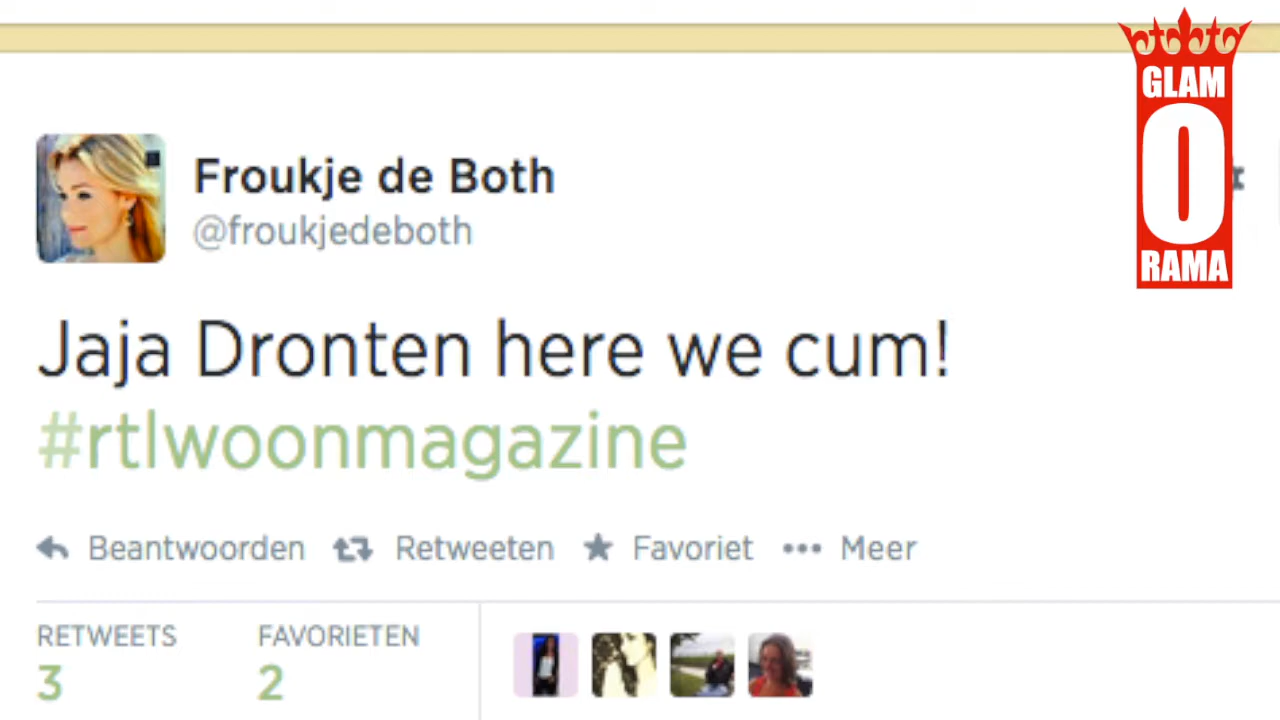 GLAM
O
RAMA
Froukje de Both
@froukjedeboth
Jaja Dronten here we cum!
#rtlwoonmagazine
Beantwoorden Retweeten Favoriet Meer
RETWEETS FAVORIETEN
3 2